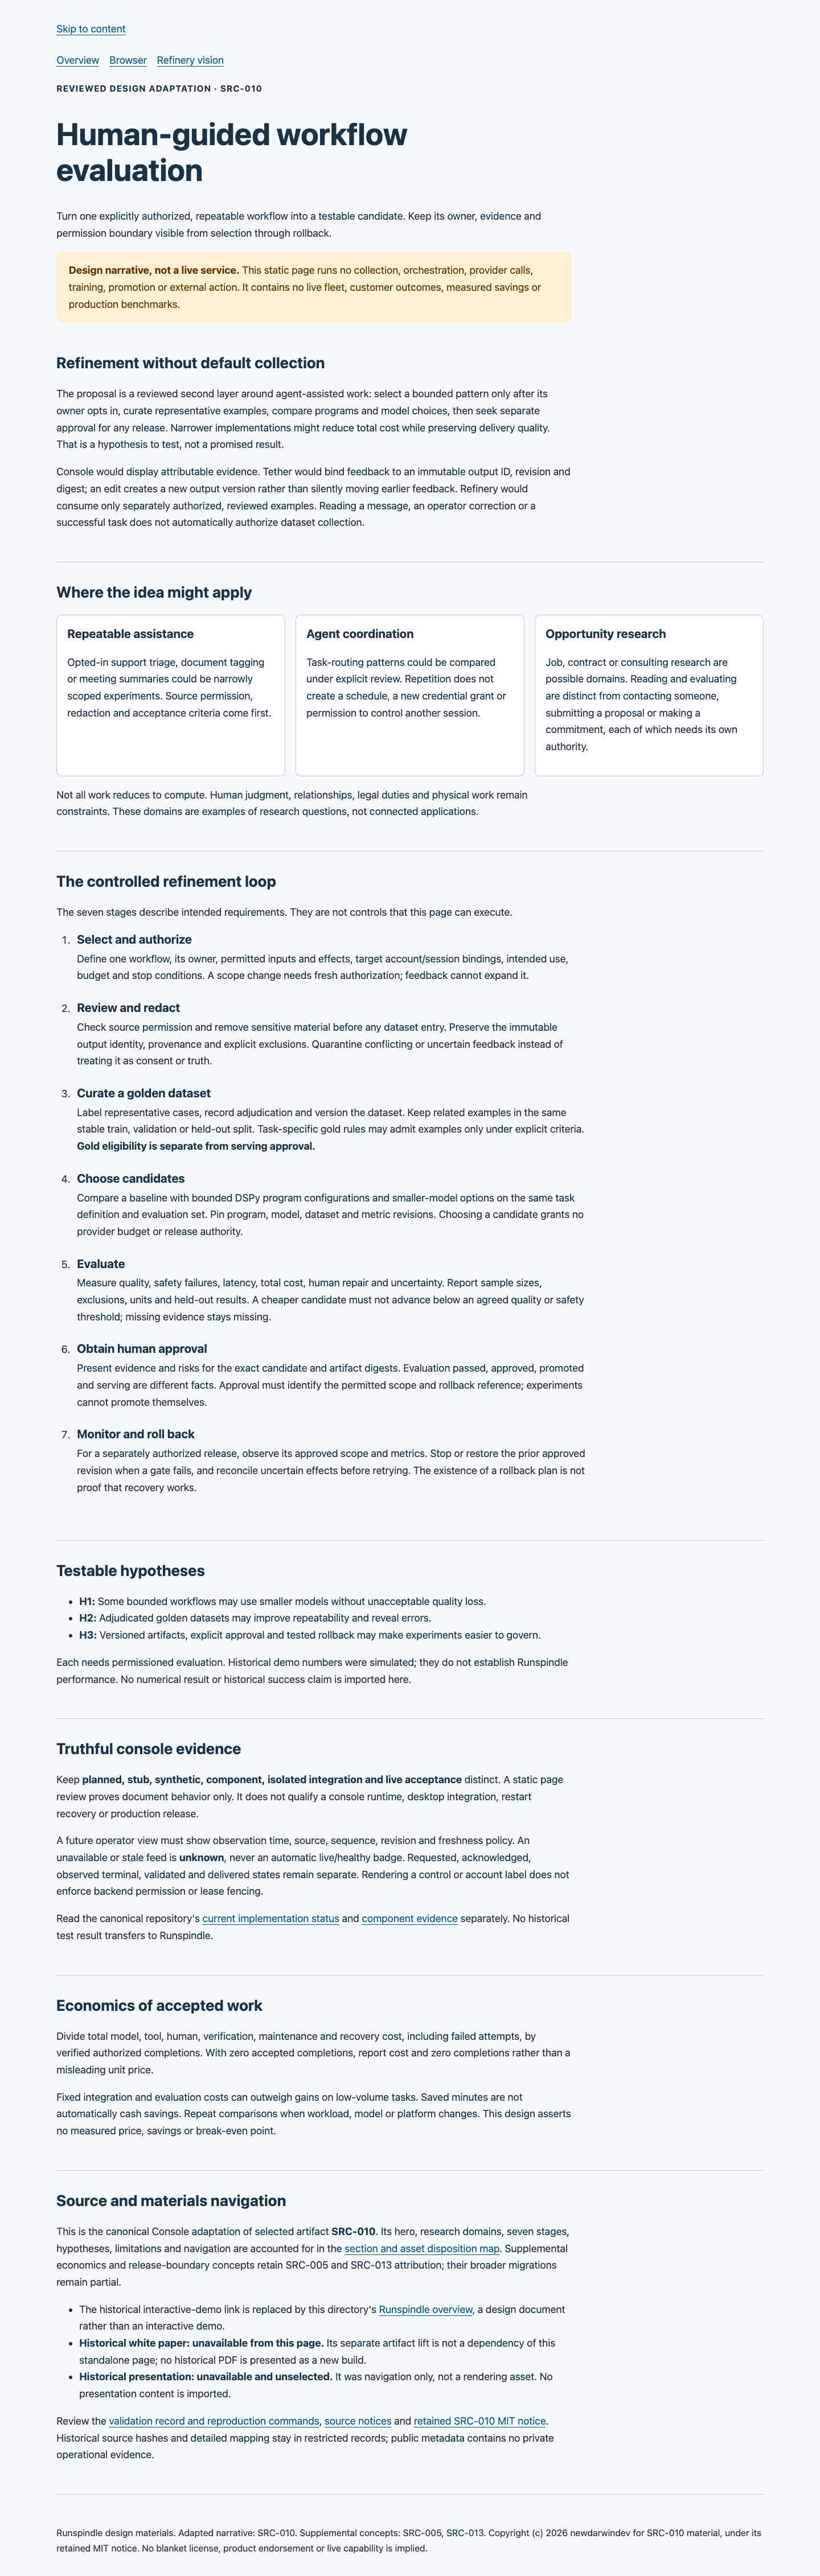 Skip to content
Overview Browser Refinery vision
REVIEWED DESIGN ADAPTATION · SRC-010
Human-guided workflow
evaluation
Turn one explicitly authorized, repeatable workflow into a testable candidate. Keep its owner, evidence and
permission boundary visible from selection through rollback.
Design narrative, not a live service. This static page runs no collection, orchestration, provider calls,
training, promotion or external action. It contains no live fleet, customer outcomes, measured savings or
production benchmarks.
Refinement without default collection
The proposal is a reviewed second layer around agent-assisted work: select a bounded pattern only after its
owner opts in, curate representative examples, compare programs and model choices, then seek separate
approval for any release. Narrower implementations might reduce total cost while preserving delivery quality.
That is a hypothesis to test, not a promised result.
Console would display attributable evidence. Tether would bind feedback to an immutable output ID, revision and
digest; an edit creates a new output version rather than silently moving earlier feedback. Refinery would
consume only separately authorized, reviewed examples. Reading a message, an operator correction or a
successful task does not automatically authorize dataset collection.
Where the idea might apply
Repeatable assistance
Opted-in support triage, document tagging
or meeting summaries could be narrowly
scoped experiments. Source permission,
redaction and acceptance criteria come first.
Agent coordination
Task-routing patterns could be compared
under explicit review. Repetition does not
create a schedule, a new credential grant or
permission to control another session.
Opportunity research
Job, contract or consulting research are
possible domains. Reading and evaluating
are distinct from contacting someone,
submitting a proposal or making a
commitment, each of which needs its own
authority.
Not all work reduces to compute. Human judgment, relationships, legal duties and physical work remain
constraints. These domains are examples of research questions, not connected applications.
The controlled refinement loop
The seven stages describe intended requirements. They are not controls that this page can execute.
1. Select and authorize
Define one workflow, its owner, permitted inputs and effects, target account/session bindings, intended use,
budget and stop conditions. A scope change needs fresh authorization; feedback cannot expand it.
2. Review and redact
Check source permission and remove sensitive material before any dataset entry. Preserve the immutable
output identity, provenance and explicit exclusions. Quarantine conflicting or uncertain feedback instead of
treating it as consent or truth.
3. Curate a golden dataset
Label representative cases, record adjudication and version the dataset. Keep related examples in the same
stable train, validation or held-out split. Task-specific gold rules may admit examples only under explicit criteria.
Gold eligibility is separate from serving approval.
4. Choose candidates
Compare a baseline with bounded DSPy program configurations and smaller-model options on the same task
definition and evaluation set. Pin program, model, dataset and metric revisions. Choosing a candidate grants no
provider budget or release authority.
5. Evaluate
Measure quality, safety failures, latency, total cost, human repair and uncertainty. Report sample sizes,
exclusions, units and held-out results. A cheaper candidate must not advance below an agreed quality or safety
threshold; missing evidence stays missing.
6. Obtain human approval
Present evidence and risks for the exact candidate and artifact digests. Evaluation passed, approved, promoted
and serving are different facts. Approval must identify the permitted scope and rollback reference; experiments
cannot promote themselves.
7. Monitor and roll back
For a separately authorized release, observe its approved scope and metrics. Stop or restore the prior approved
revision when a gate fails, and reconcile uncertain effects before retrying. The existence of a rollback plan is not
proof that recovery works.
Testable hypotheses
• H1: Some bounded workflows may use smaller models without unacceptable quality loss.
• H2: Adjudicated golden datasets may improve repeatability and reveal errors.
• H3: Versioned artifacts, explicit approval and tested rollback may make experiments easier to govern.
Each needs permissioned evaluation. Historical demo numbers were simulated; they do not establish Runspindle
performance. No numerical result or historical success claim is imported here.
Truthful console evidence
Keep planned, stub, synthetic, component, isolated integration and live acceptance distinct. A static page
review proves document behavior only. It does not qualify a console runtime, desktop integration, restart
recovery or production release.
A future operator view must show observation time, source, sequence, revision and freshness policy. An
unavailable or stale feed is unknown, never an automatic live/healthy badge. Requested, acknowledged,
observed terminal, validated and delivered states remain separate. Rendering a control or account label does not
enforce backend permission or lease fencing.
Read the canonical repository's current implementation status and component evidence separately. No historical
test result transfers to Runspindle.
Economics of accepted work
Divide total model, tool, human, verification, maintenance and recovery cost, including failed attempts, by
verified authorized completions. With zero accepted completions, report cost and zero completions rather than a
misleading unit price.
Fixed integration and evaluation costs can outweigh gains on low-volume tasks. Saved minutes are not
automatically cash savings. Repeat comparisons when workload, model or platform changes. This design asserts
no measured price, savings or break-even point.
Source and materials navigation
This is the canonical Console adaptation of selected artifact SRC-010. Its hero, research domains, seven stages,
hypotheses, limitations and navigation are accounted for in the section and asset disposition map. Supplemental
economics and release-boundary concepts retain SRC-005 and SRC-013 attribution; their broader migrations
remain partial.
• The historical interactive-demo link is replaced by this directory's Runspindle overview, a design document
rather than an interactive demo.
• Historical white paper: unavailable from this page. Its separate artifact lift is not a dependency of this
standalone page; no historical PDF is presented as a new build.
• Historical presentation: unavailable and unselected. It was navigation only, not a rendering asset. No
presentation content is imported.
Review the validation record and reproduction commands, source notices and retained SRC-010 MIT notice.
Historical source hashes and detailed mapping stay in restricted records; public metadata contains no private
operational evidence.
Runspindle design materials. Adapted narrative: SRC-010. Supplemental concepts: SRC-005, SRC-013. Copyright (c) 2026 newdarwindev for SRC-010 material, under its
retained MIT notice. No blanket license, product endorsement or live capability is implied.